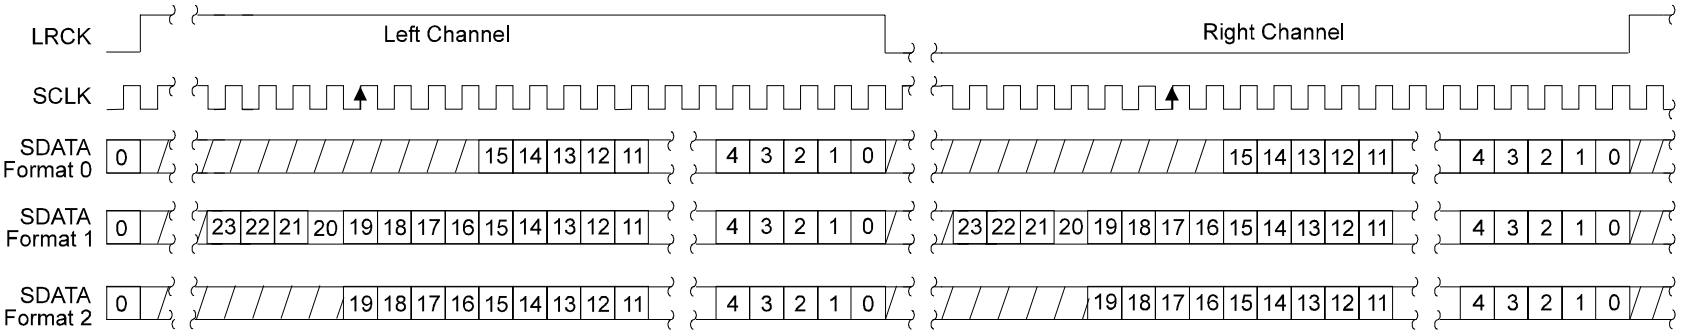 LRCK Left Channel Right Channel
SCLK
SDATA Format 0 0 15 14 13 12 11 4 3 2 1 0 15 14 13 12 11 4 3 2 1 0
SDATA Format 1 0 23 22 21 20 19 18 17 16 15 14 13 12 11 4 3 2 1 0 23 22 21 20 19 18 17 16 15 14 13 12 11 4 3 2 1 0
SDATA Format 2 0 19 18 17 16 15 14 13 12 11 4 3 2 1 0 19 18 17 16 15 14 13 12 11 4 3 2 1 0